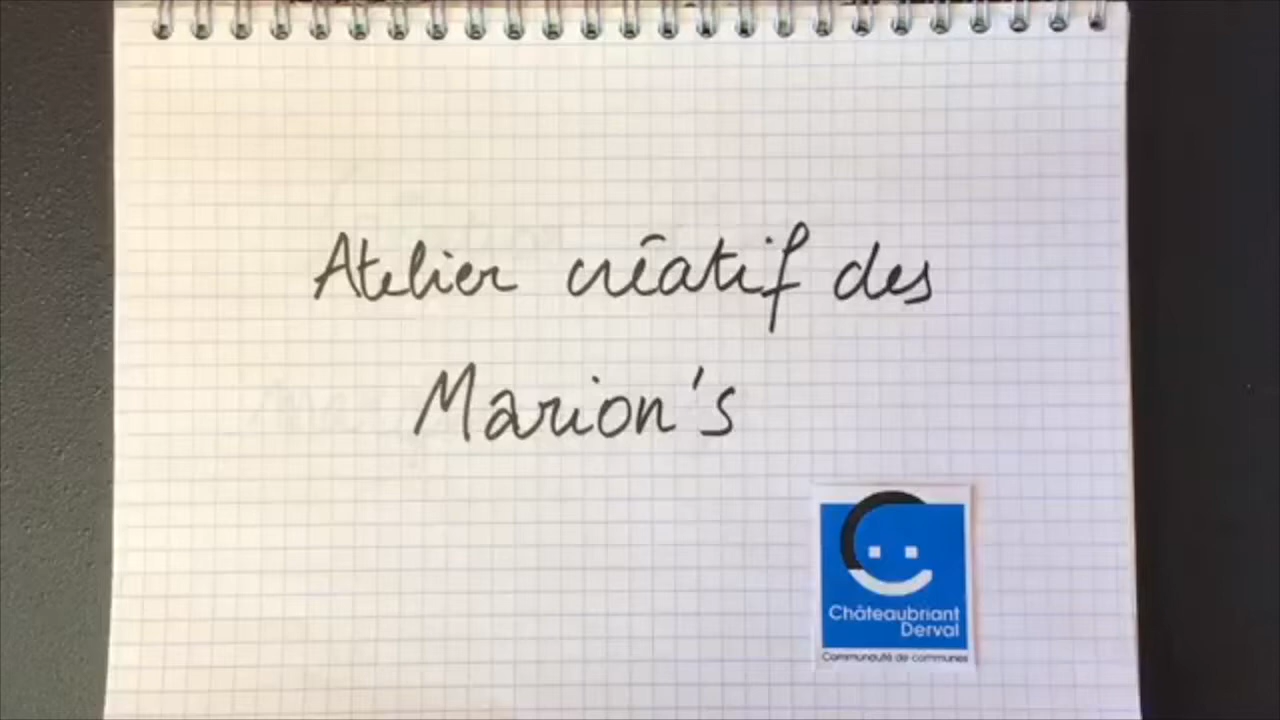 Atelier créatif des
Marion's
Châteaubriant
Derval
Communauté de communes